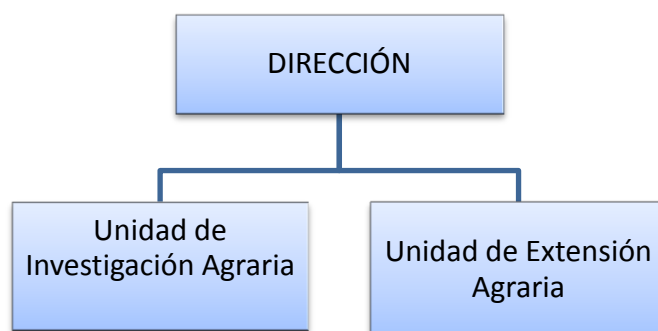 DIRECCIÓN
Unidad de
Investigación Agraria
Unidad de Extensión
Agraria